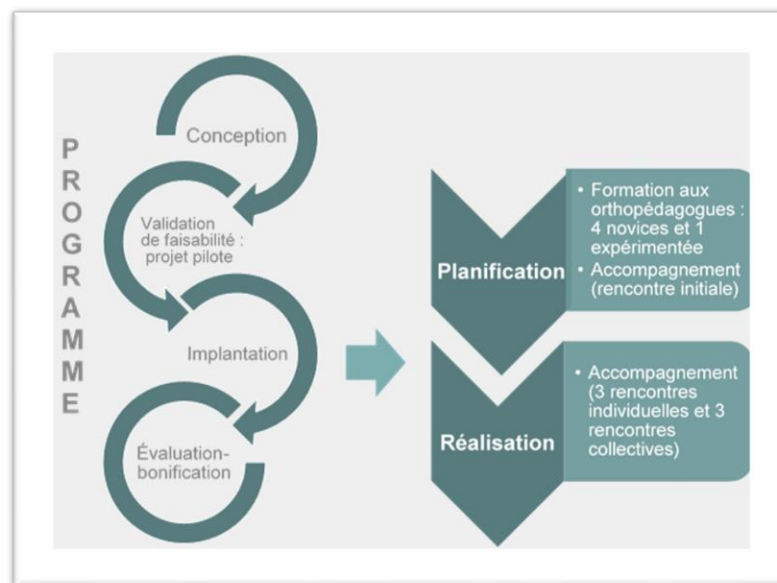 PROGRAMME
Conception
Validation
de faisabilité :
projet pilote
Implantation
Évaluation-
bonification
Planification
• Formation aux
orthopédagogues :
4 novices et 1
expérimentée
• Accompagnement
(rencontre initiale)
Réalisation
• Accompagnement
(3 rencontres
individuelles et 3
rencontres
collectives)